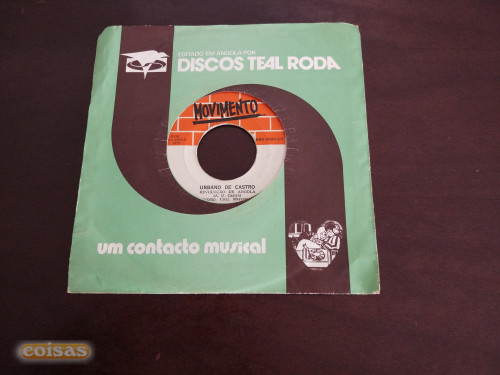 EDITADO EM ANGOLA POR
DISCOS TEAL RODA
MOVIMENTO
URBANO DE CASTRO
REVOLUÇÃO DE ANGOLA
um contacto musical
coisas